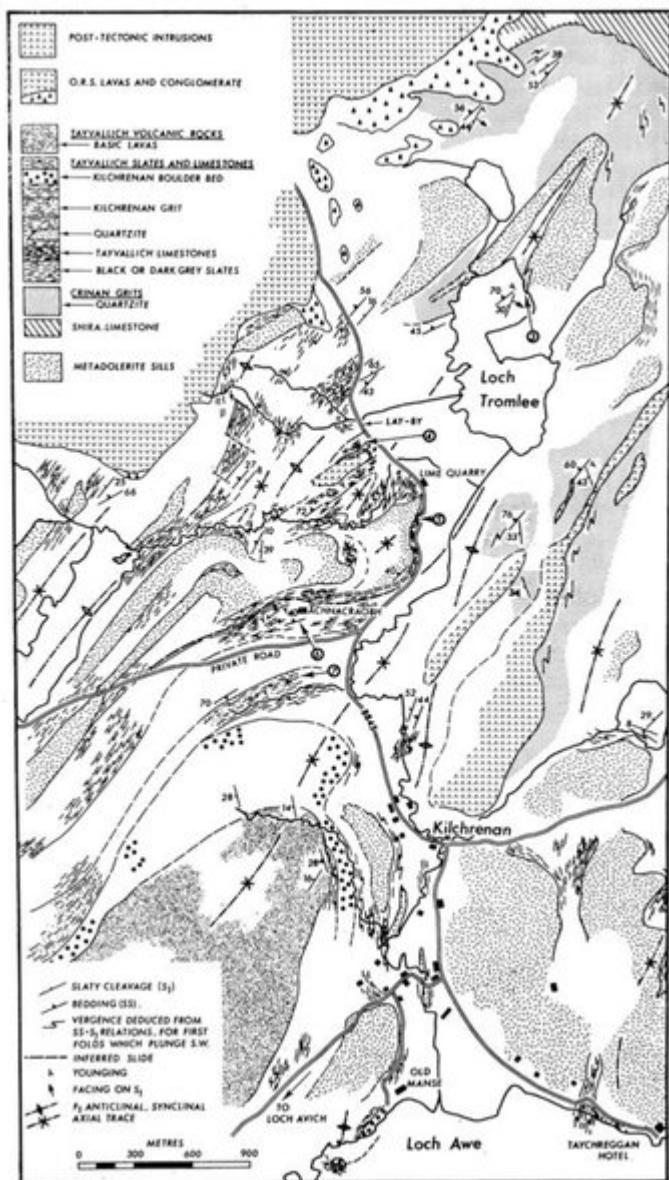 POST-TECTONIC INTRUSIONS
O.R.S. LAVAS AND CONGLOMERATE
TAYVALLICH VOLCANIC ROCKS
BASIC LAVAS
TAYVALLICH SLATES AND LIMESTONES
KILCHRENAN BOULDER BED
KILCHRENAN GRIT
QUARTZITE
TAYVALLICH LIMESTONES
BLACK OR DARK GREY SLATES
CRINAN GRITS
QUARTZITE
SHIRA LIMESTONE
METADOLERITE SILLS
Loch
Tromlee
LAY-BY
LIME QUARRY
PRIVATE ROAD
Kilchrenan
SLATY CLEAVAGE (S₁)
BEDDING (SS)
VERGENCE DEDUCED FROM
SS-S₁ RELATIONS, FOR FIRST
FOLDS WHICH PLUNGE S.W.
INFERRED SLIDE
YOUNGING
FACING ON S₁
F₂ ANTICLINAL, SYNCLINAL
AXIAL TRACE
METRES
0 300 600 900
TO
LOCH AVICH
OLD
MANSE
Loch Awe
TAYCHREGGAN
HOTEL